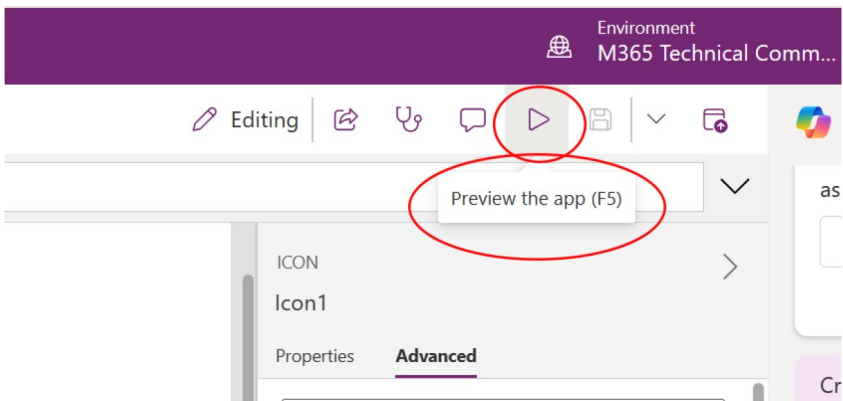 Environment
M365 Technical Comm...
Editing
Preview the app (F5)
as
ICON
Icon1
Properties Advanced
Cr